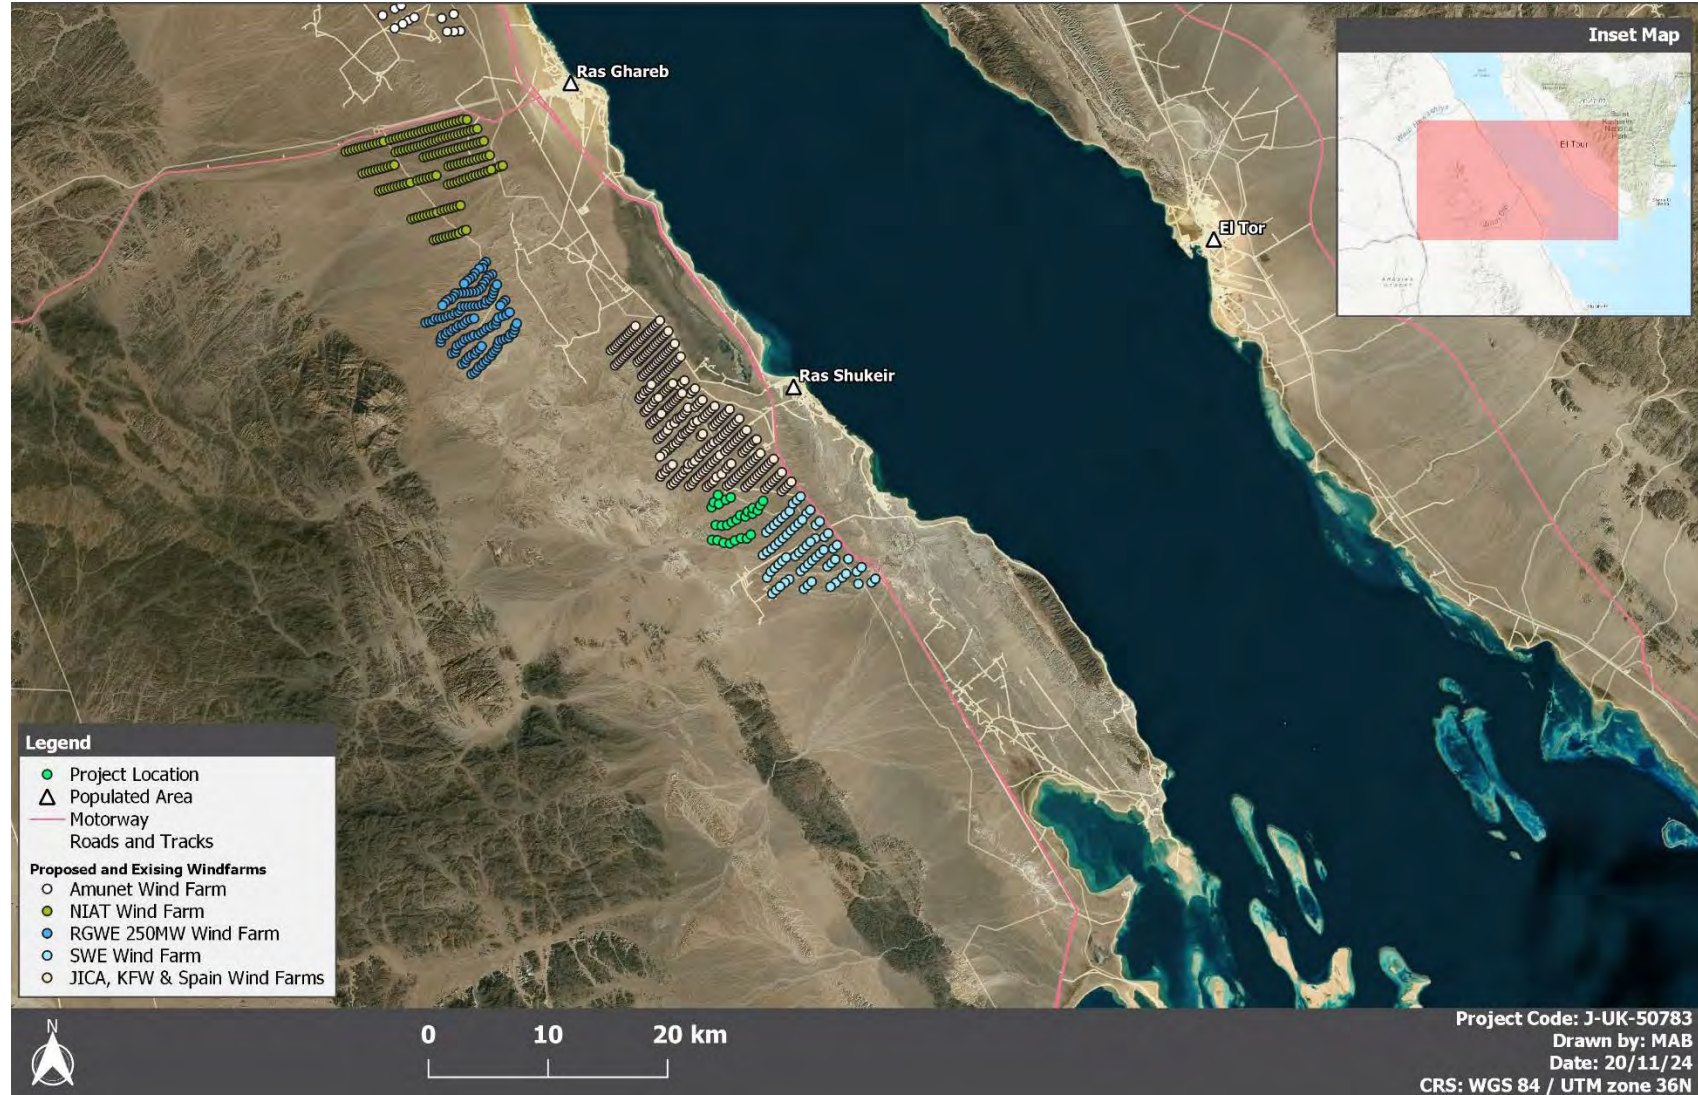 Inset Map
El Tour
Ras Ghareb
El Tor
Ras Shukeir
Legend
Project Location
Populated Area
Motorway
Roads and Tracks
Proposed and Exising Windfarms
Amunet Wind Farm
NIAT Wind Farm
RGWE 250MW Wind Farm
SWE Wind Farm
JICA, KFW & Spain Wind Farms
N
0 10 20 km
Project Code: J-UK-50783
Drawn by: MAB
Date: 20/11/24
CRS: WGS 84 / UTM zone 36N